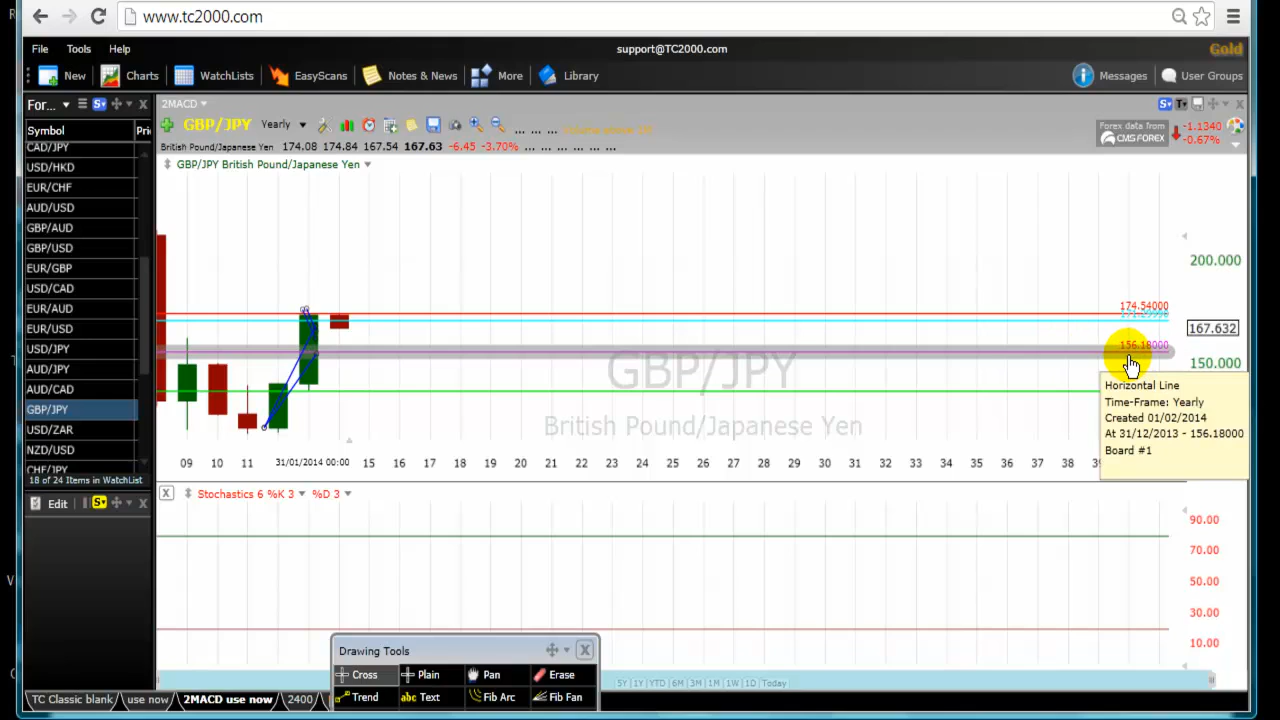 www.tc2000.com
File Tools Help support@TC2000.com Gold
New Charts WatchLists EasyScans Notes & News More Library Messages User Groups
For... 2MACD
GBP/JPY Yearly
Symbol Pri
British Pound/Japanese Yen 174.08 174.84 167.54 167.63 -6.45 -3.70% ... ... ... ... ... ...
Forex data from
CMS FOREX
-1.1340
-0.67%
GBP/JPY British Pound/Japanese Yen
CAD/JPY
USD/HKD
EUR/CHF
AUD/USD
GBP/AUD
GBP/USD
EUR/GBP
USD/CAD
EUR/AUD
EUR/USD
USD/JPY
AUD/JPY
AUD/CAD
GBP/JPY
USD/ZAR
NZD/USD
CHF/JPY
18 of 24 Items in WatchList
Edit
200.000
174.54000
167.632
156.18000
150.000
GBP/JPY
British Pound/Japanese Yen
Horizontal Line
Time-Frame: Yearly
Created 01/02/2014
At 31/12/2013 - 156.18000
Board #1
09 10 11 31/01/2014 00:00 15 16 17 18 19 20 21 22 23 24 25 26 27 28 29 30 31 32 33 34 35 36 37 38
Stochastics 6 %K 3 %D 3
90.00
70.00
50.00
30.00
10.00
Drawing Tools
Cross Plain Pan Erase
Trend abc Text Fib Arc Fib Fan
5Y 1Y YTD 6M 3M 1M 1W 1D Today
TC Classic blank use now 2MACD use now 2400